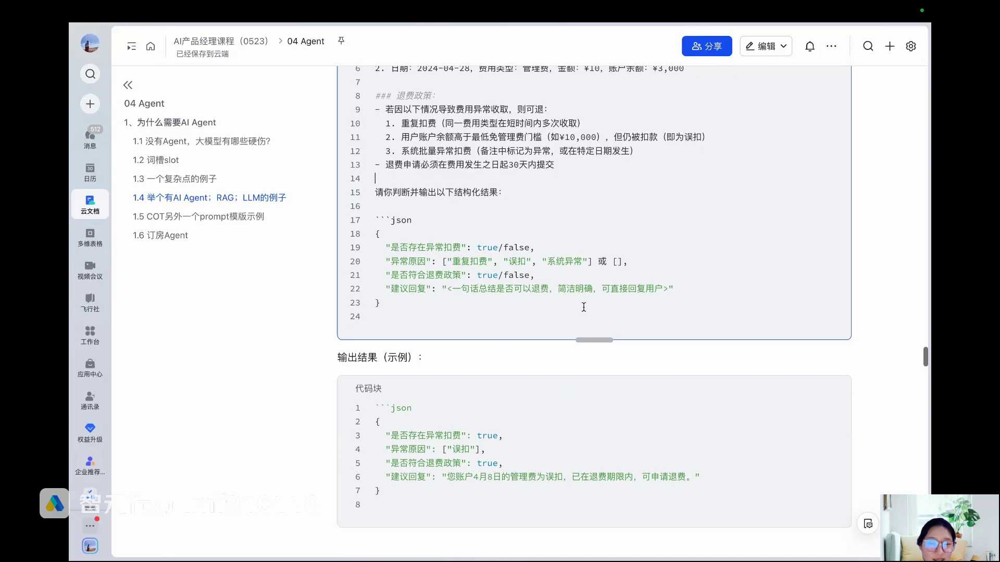 AI产品经理课程（0523）
04 Agent
已经保存到云端
分享
编辑
512
消息
30
日历
云文档
多维表格
视频会议
飞行社
工作台
应用中心
通讯录
权益升级
企业推荐...
04 Agent
1、为什么需要AI Agent
1.1 没有Agent，大模型有哪些硬伤？
1.2 词槽slot
1.3 一个复杂点的例子
1.4 举个有AI Agent；RAG；LLM的例子
1.5 COT另外一个prompt模版示例
1.6 订房Agent
6 2. 日期：2024-04-28，费用类型：管理费，金额：¥10，账户余额：¥3,000
7
8 ### 退费政策：
9 - 若因以下情况导致费用异常收取，则可退：
10 1. 重复扣费（同一费用类型在短时间内多次收取）
11 2. 用户账户余额高于最低免管理费门槛（如¥10,000），但仍被扣款（即为误扣）
12 3. 系统批量异常扣费（备注中标记为异常，或在特定日期发生）
13 - 退费申请必须在费用发生之日起30天内提交
14
15 请你判断并输出以下结构化结果：
16
17 ```json
18 {
19 "是否存在异常扣费": true/false,
20 "异常原因": ["重复扣费", "误扣", "系统异常"] 或 [],
21 "是否符合退费政策": true/false,
22 "建议回复": "<一句话总结是否可以退费，简洁明确，可直接回复用户>"
23 }
24
输出结果（示例）：
代码块
1 ```json
2 {
3 "是否存在异常扣费": true,
4 "异常原因": ["误扣"],
5 "是否符合退费政策": true,
6 "建议回复": "您账户4月8日的管理费为误扣，已在退费期限内，可申请退费。"
7 }
8